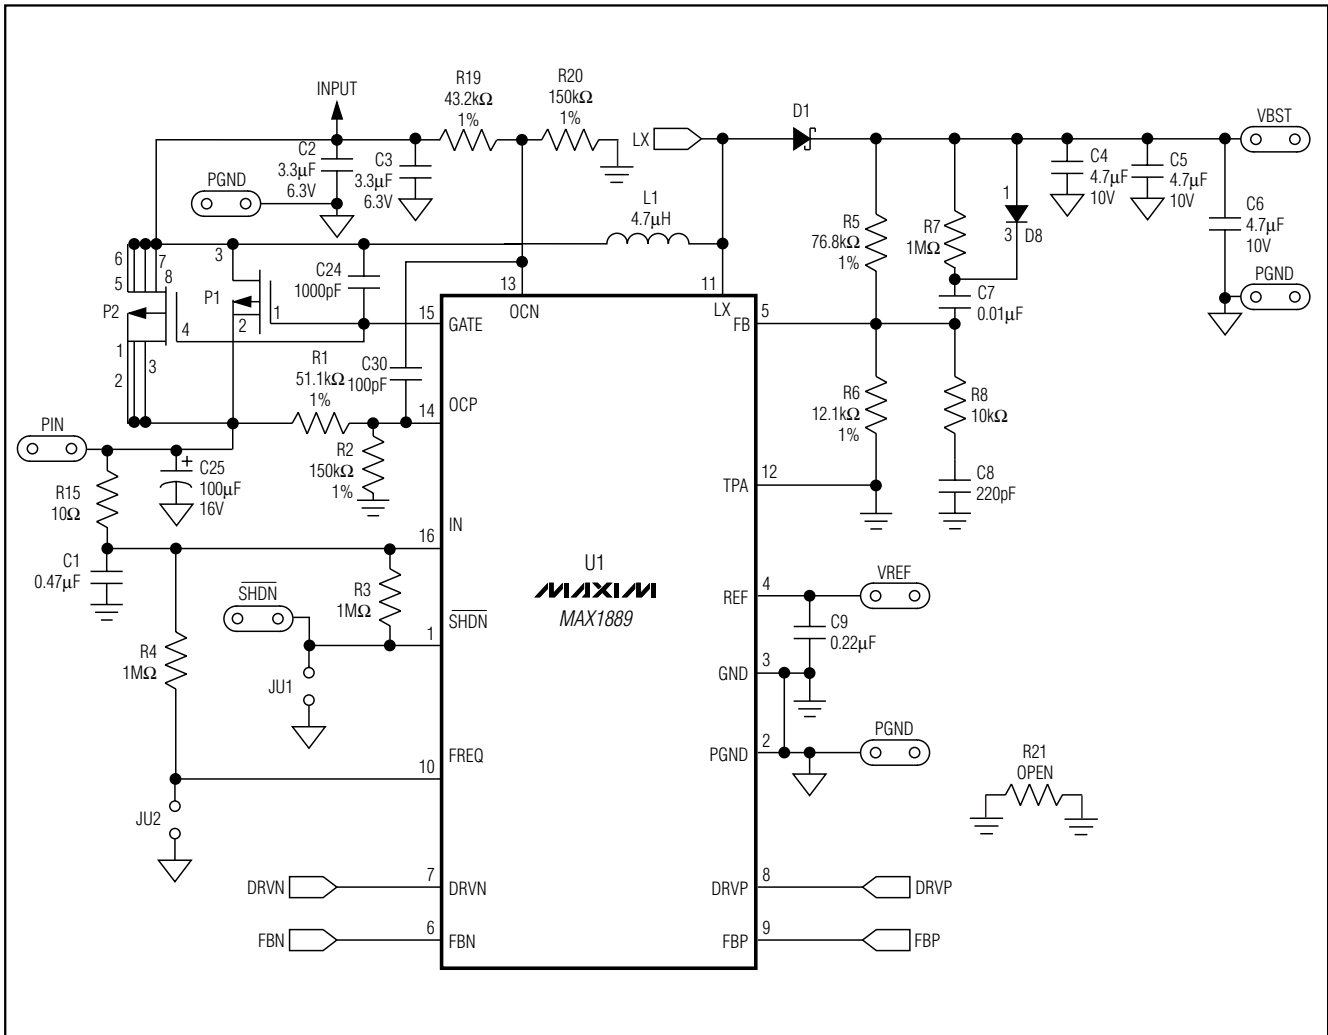 INPUT
R19
43.2kΩ
1%
R20
150kΩ
1%
LX
D1
VBST
C2
3.3µF
6.3V
C3
3.3µF
6.3V
PGND
L1
4.7µH
R5
76.8kΩ
1%
R7
1MΩ
1
3
D8
C4
4.7µF
10V
C5
4.7µF
10V
C6
4.7µF
10V
PGND
6
5
7
8
P2
4
1
2
3
3
P1
1
2
C24
1000pF
13
OCN
11
LX
C7
0.01µF
15
GATE
FB
5
R1
51.1kΩ
1%
C30
100pF
14
OCP
R6
12.1kΩ
1%
R8
10kΩ
PIN
C25
+
100µF
16V
R2
150kΩ
1%
TPA
12
C8
220pF
R15
10Ω
IN
16
C1
0.47µF
R3
1MΩ
SHDN
SHDN
1
U1
MAXIM
MAX1889
REF
4
VREF
C9
0.22µF
R4
1MΩ
JU1
GND
3
FREQ
10
PGND
2
PGND
R21
OPEN
JU2
DRVN
7
DRVN
DRVP
8
DRVP
FBN
6
FBN
FBP
9
FBP